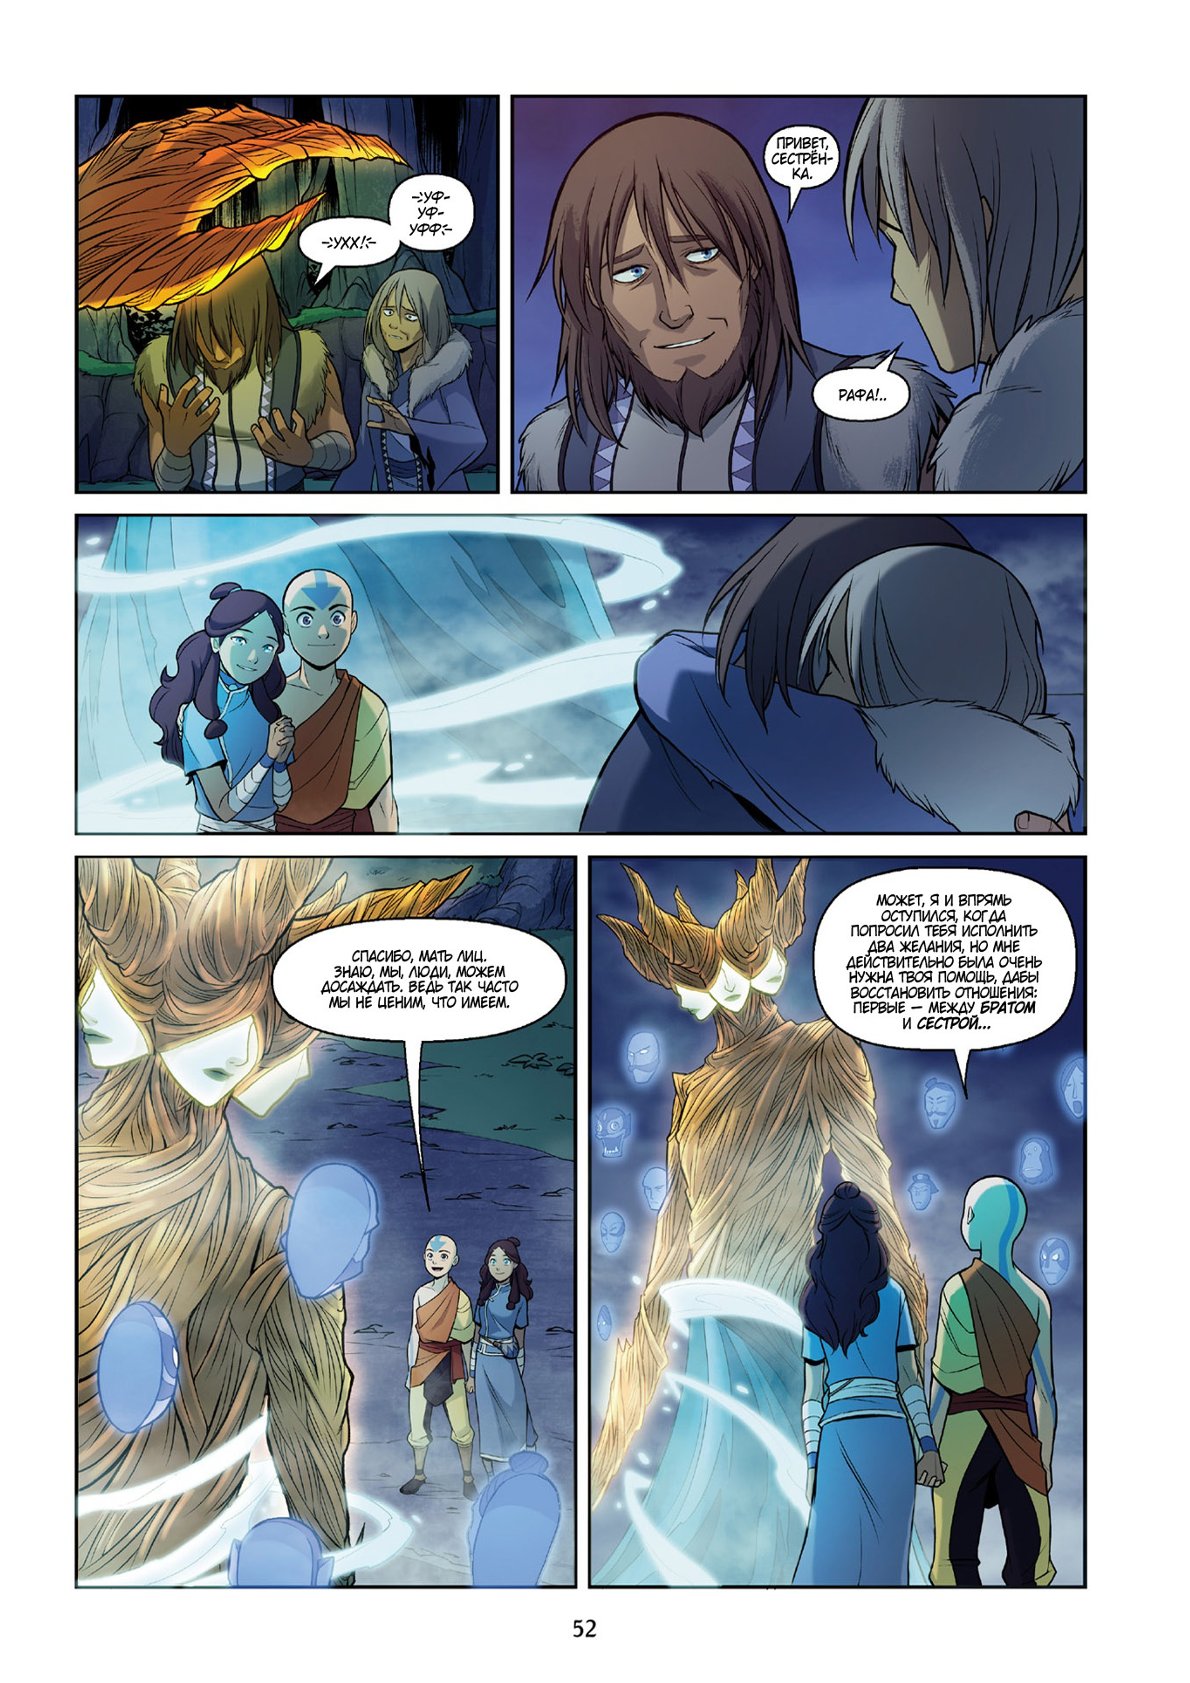 -УХХ!-
-УФ-
УФ-
УФФ-
ПРИВЕТ,
СЕСТРЁН-
КА.
РАФА!..
СПАСИБО, МАТЬ ЛИЦ.
ЗНАЮ, МЫ, ЛЮДИ, МОЖЕМ
ДОСАЖДАТЬ. ВЕДЬ ТАК ЧАСТО
МЫ НЕ ЦЕНИМ, ЧТО ИМЕЕМ.
МОЖЕТ, Я И ВПРЯМЬ
ОСТУПИЛСЯ, КОГДА
ПОПРОСИЛ ТЕБЯ ИСПОЛНИТЬ
ДВА ЖЕЛАНИЯ, НО МНЕ
ДЕЙСТВИТЕЛЬНО БЫЛА ОЧЕНЬ
НУЖНА ТВОЯ ПОМОЩЬ, ДАБЫ
ВОССТАНОВИТЬ ОТНОШЕНИЯ:
ПЕРВЫЕ — МЕЖДУ БРАТОМ
И СЕСТРОЙ...
52